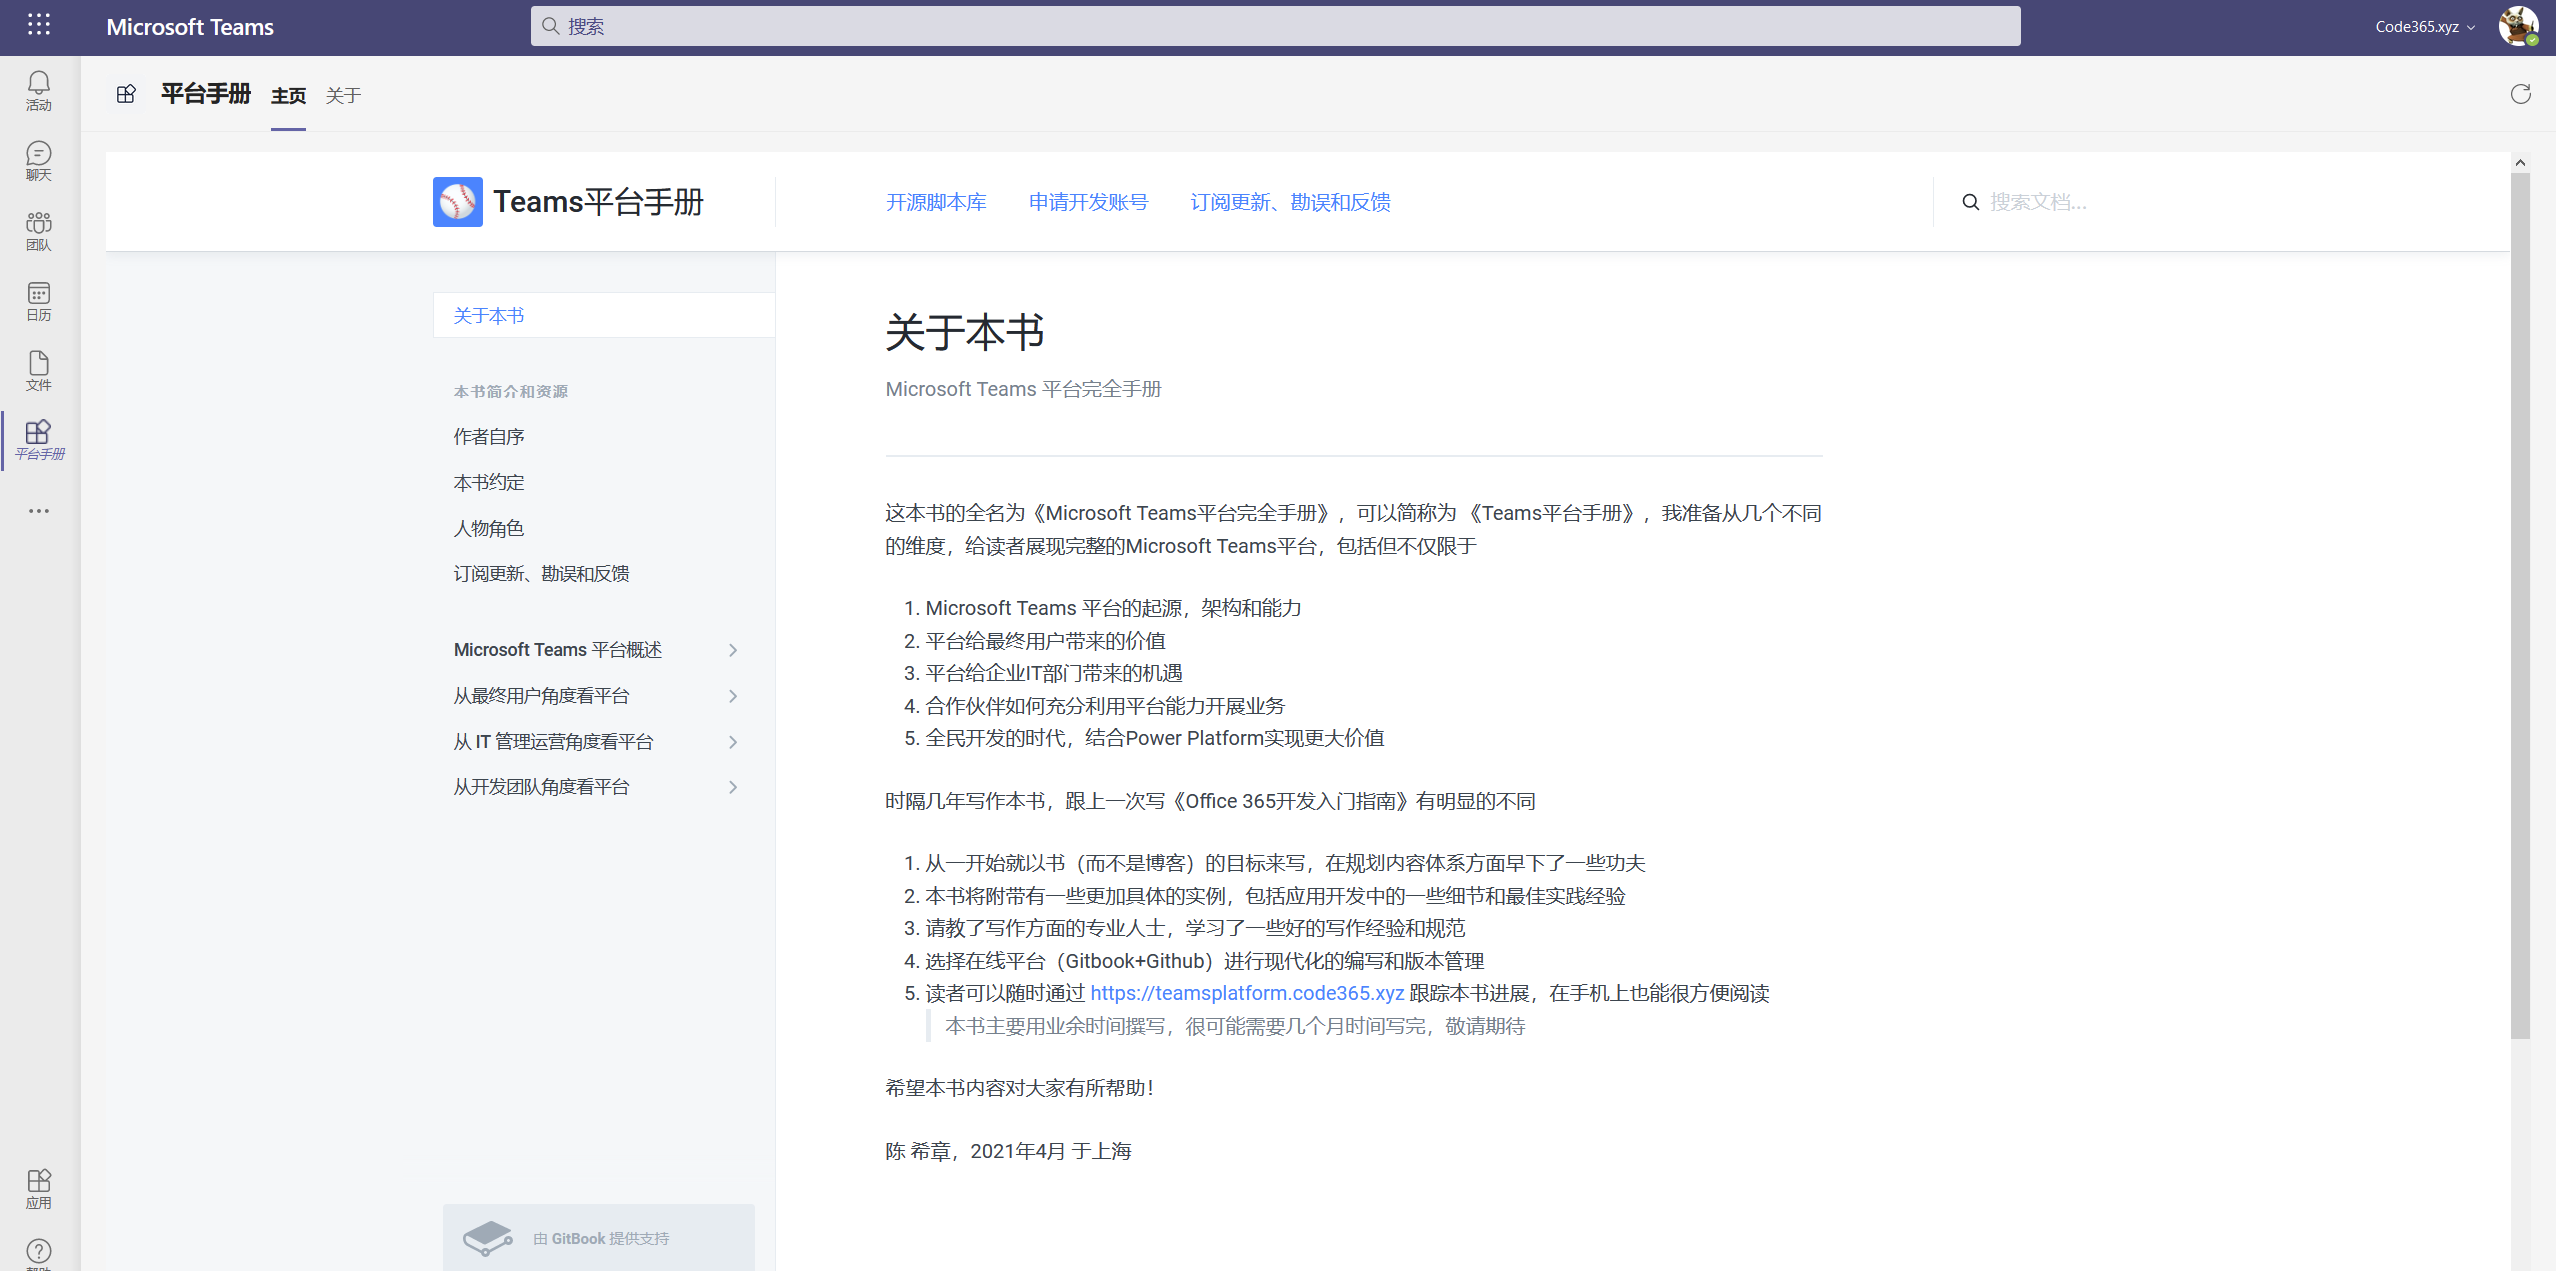 Microsoft Teams
搜索
Code365.xyz
活动
聊天
团队
日历
文件
平台手册
应用
平台手册 主页 关于
Teams平台手册
开源脚本库 申请开发账号 订阅更新、勘误和反馈
搜索文档...
关于本书
本书简介和资源
作者自序
本书约定
人物角色
订阅更新、勘误和反馈
Microsoft Teams 平台概述
从最终用户角度看平台
从 IT 管理运营角度看平台
从开发团队角度看平台
由 GitBook 提供支持
关于本书
Microsoft Teams 平台完全手册
这本书的全名为《Microsoft Teams平台完全手册》，可以简称为 《Teams平台手册》，我准备从几个不同
的维度，给读者展现完整的Microsoft Teams平台，包括但不仅限于
1. Microsoft Teams 平台的起源，架构和能力
2. 平台给最终用户带来的价值
3. 平台给企业IT部门带来的机遇
4. 合作伙伴如何充分利用平台能力开展业务
5. 全民开发的时代，结合Power Platform实现更大价值
时隔几年写作本书，跟上一次写《Office 365开发入门指南》有明显的不同
1. 从一开始就以书（而不是博客）的目标来写，在规划内容体系方面早下了一些功夫
2. 本书将附带有一些更加具体的实例，包括应用开发中的一些细节和最佳实践经验
3. 请教了写作方面的专业人士，学习了一些好的写作经验和规范
4. 选择在线平台（Gitbook+Github）进行现代化的编写和版本管理
5. 读者可以随时通过 https://teamsplatform.code365.xyz 跟踪本书进展，在手机上也能很方便阅读
本书主要用业余时间撰写，很可能需要几个月时间写完，敬请期待
希望本书内容对大家有所帮助！
陈 希章，2021年4月 于上海